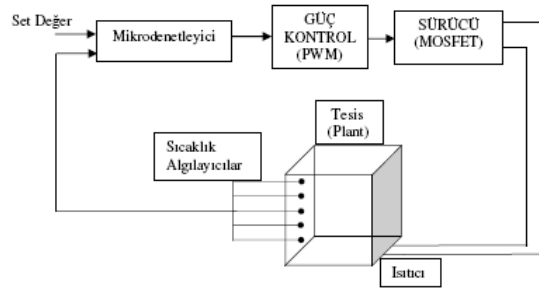 Set Değer
Mikrodenetleyici
GÜÇ
KONTROL
(PWM)
SÜRÜCÜ
(MOSFET)
Tesis
(Plant)
Sıcaklık
Algılayıcılar
Isıtıcı